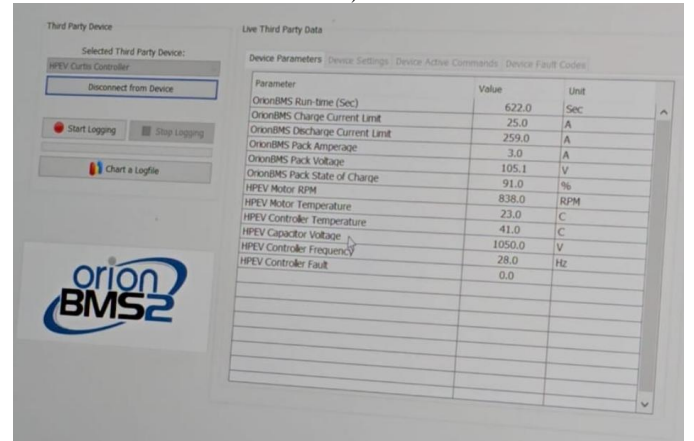 Third Party Device
Selected Third Party Device:
HPEV Curtis Controller
Disconnect from Device
Start Logging
Stop Logging
Chart a Logfile
orion
BMS2
Live Third Party Data
Device Parameters Device Settings Device Active Commands Device Fault Codes
Parameter Value Unit
OrionBMS Run-time (Sec) 622.0 Sec
OrionBMS Charge Current Limit 25.0 A
OrionBMS Discharge Current Limit 259.0 A
OrionBMS Pack Amperage 3.0 A
OrionBMS Pack Voltage 105.1 V
OrionBMS Pack State of Charge 91.0 %
HPEV Motor RPM 838.0 RPM
HPEV Motor Temperature 23.0 C
HPEV Controller Temperature 41.0 C
HPEV Capacitor Voltage 1050.0 V
HPEV Controller Frequency 28.0 Hz
HPEV Controller Fault 0.0